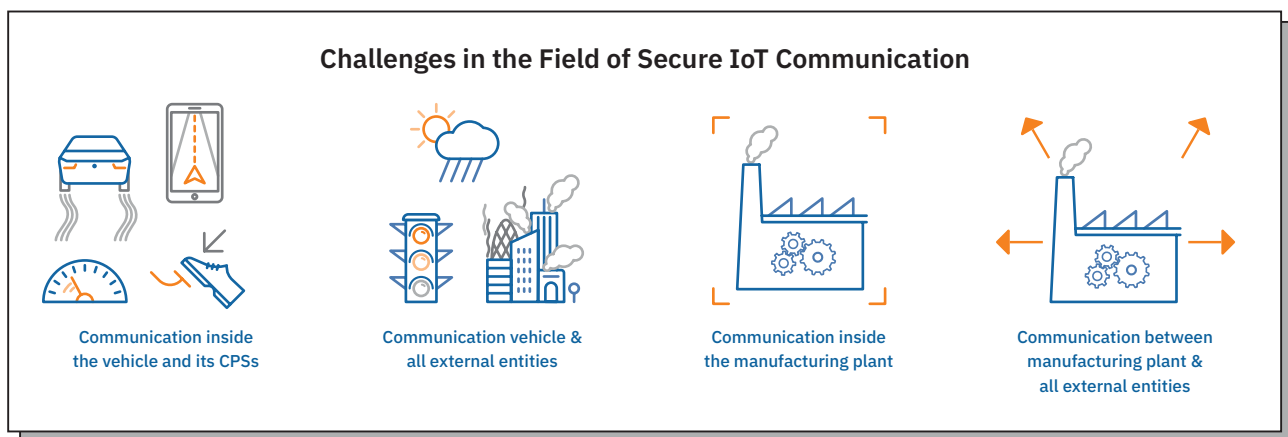 Challenges in the Field of Secure IoT Communication
Communication inside
the vehicle and its CPSs
Communication vehicle &
all external entities
Communication inside
the manufacturing plant
Communication between
manufacturing plant &
all external entities